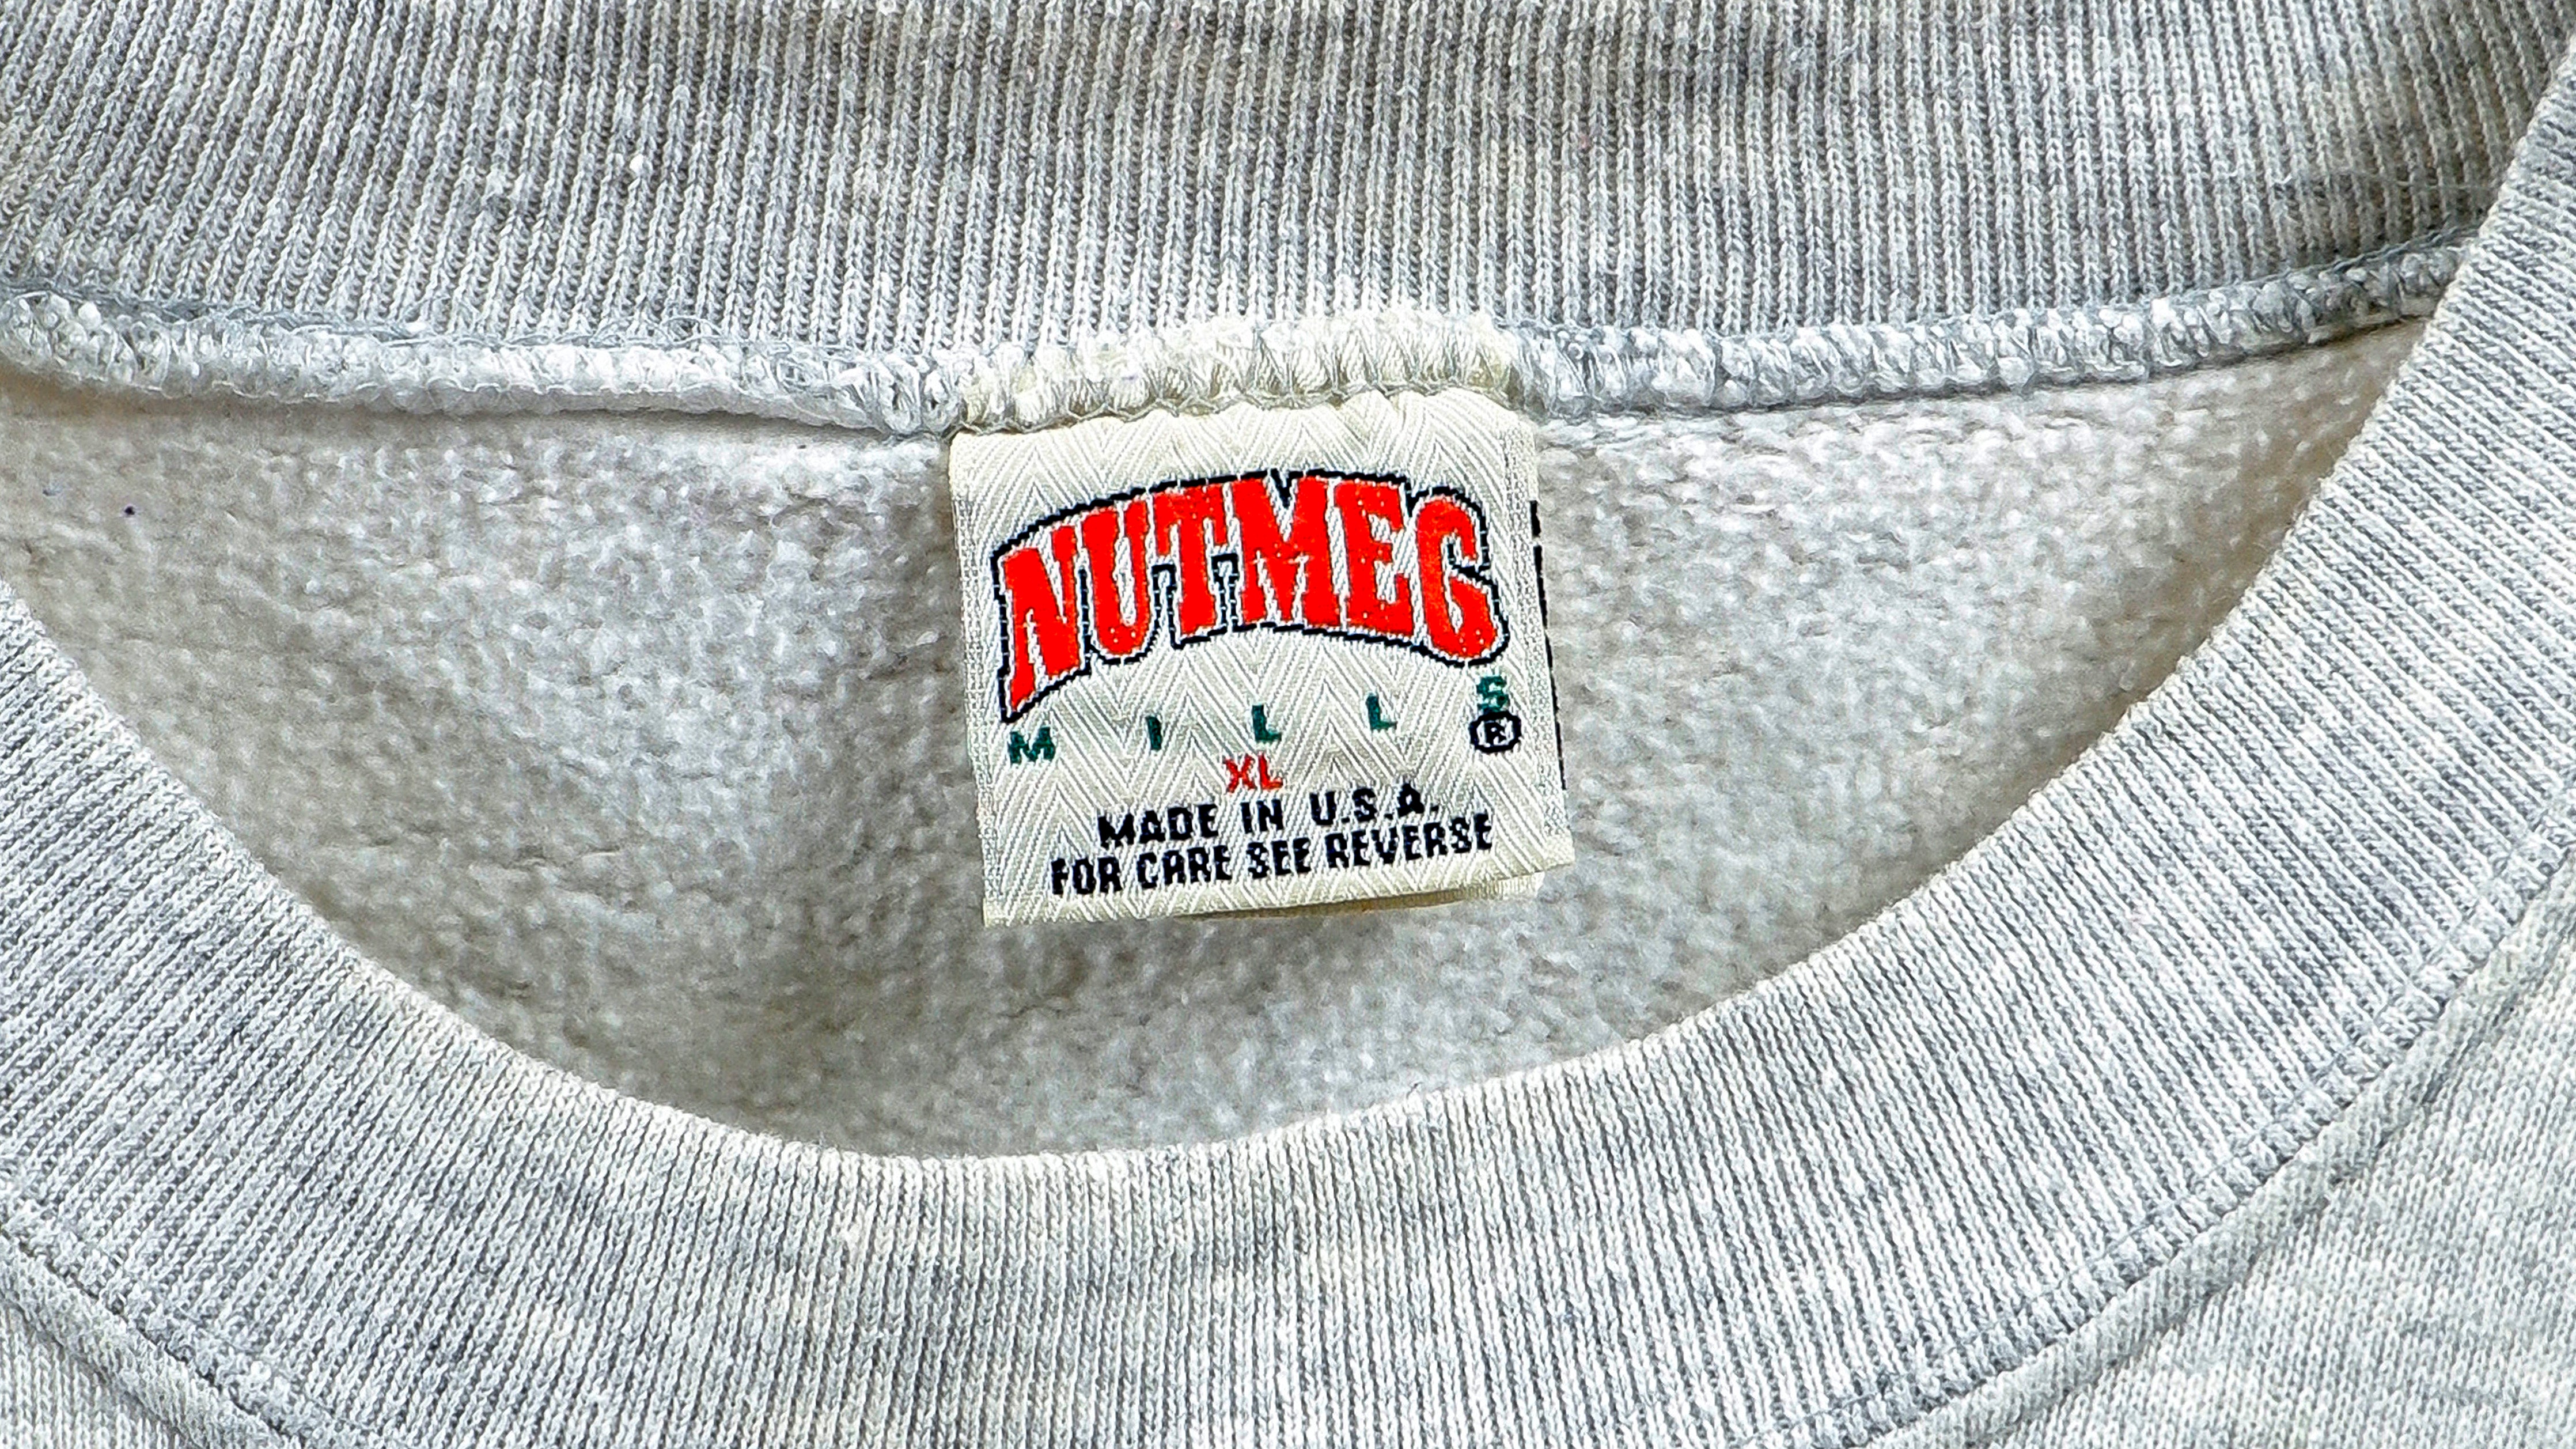 NUTMEG
MILLS
®
XL
MADE IN U.S.A.
FOR CARE SEE REVERSE